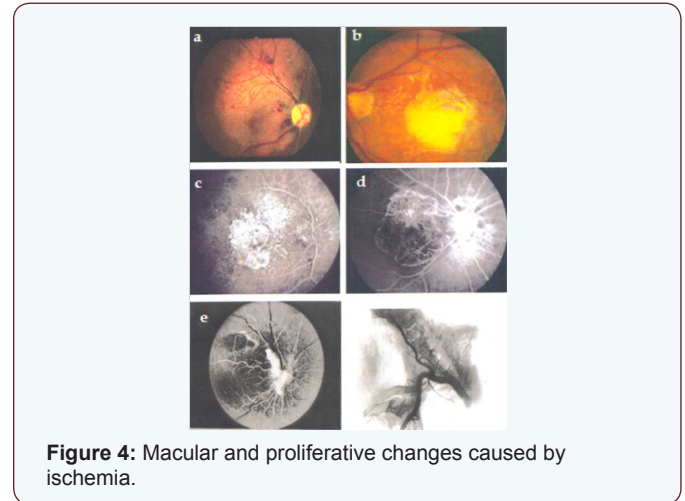 a
b
c
d
e
Figure 4: Macular and proliferative changes caused by
ischemia.